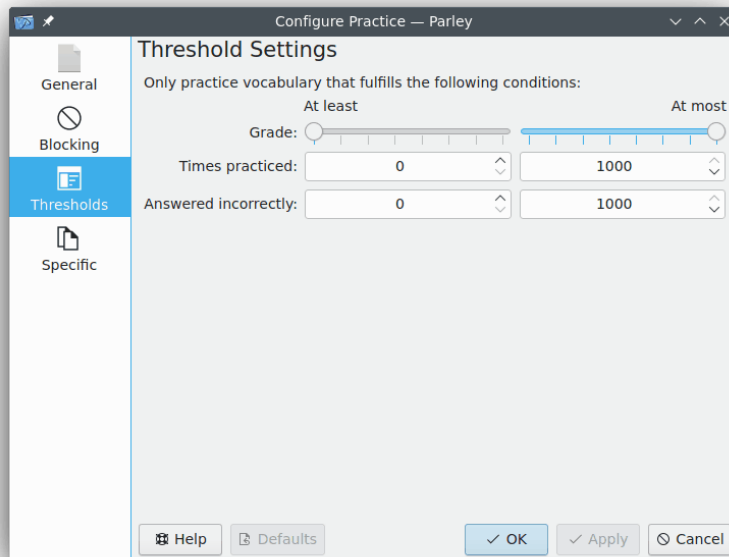 Configure Practice — Parley
General
Blocking
Thresholds
Specific
Threshold Settings
Only practice vocabulary that fulfills the following conditions:
At least At most
Grade:
Times practiced: 0 1000
Answered incorrectly: 0 1000
Help Defaults OK Apply Cancel